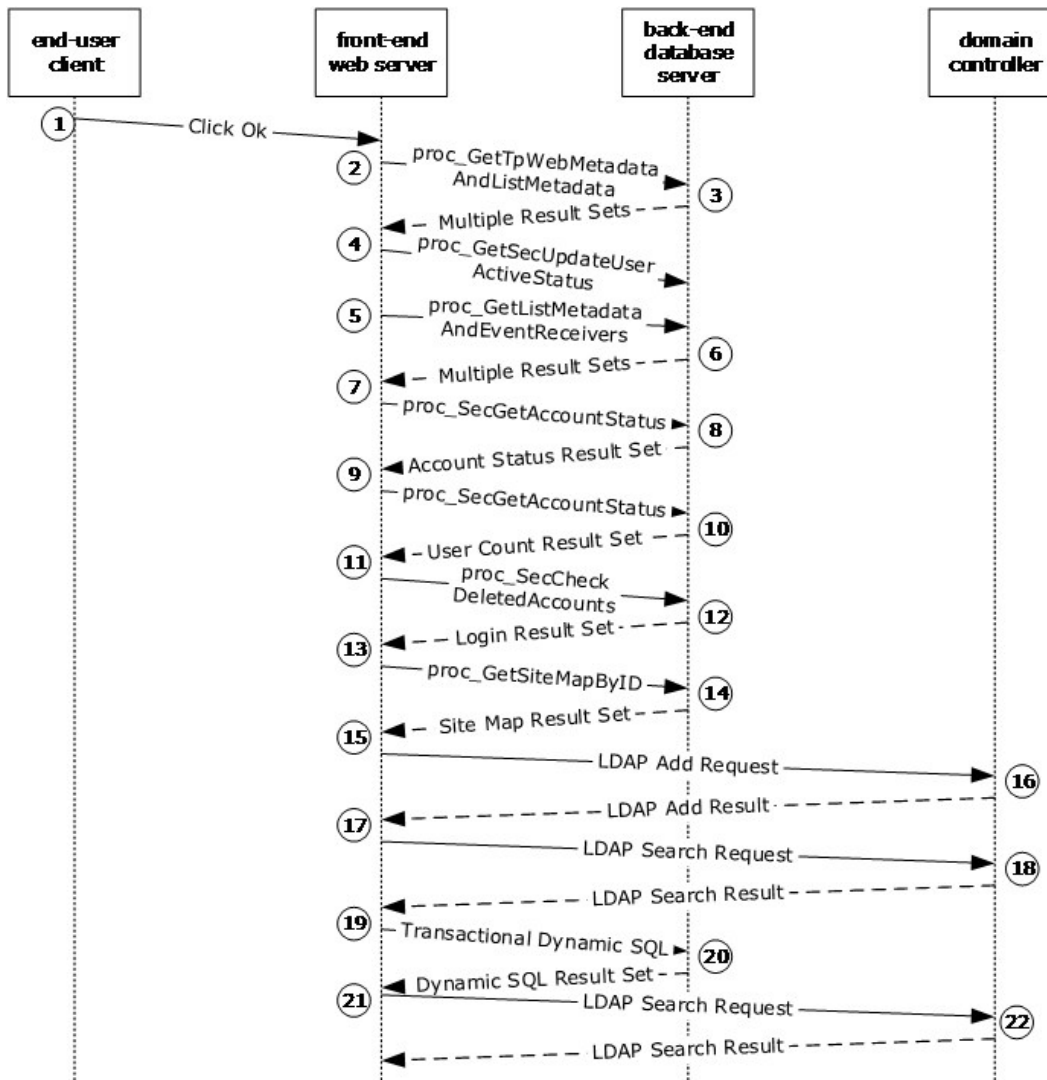 end-user
client
front-end
web server
back-end
database
server
domain
controller
1
Click Ok
2
proc_GetTpWebMetadata
AndListMetadata
3
Multiple Result Sets
4
proc_GetSecUpdateUser
ActiveStatus
5
proc_GetListMetadata
AndEventReceivers
6
Multiple Result Sets
7
proc_SecGetAccountStatus
8
Account Status Result Set
9
proc_SecGetAccountStatus
10
User Count Result Set
11
proc_SecCheck
DeletedAccounts
12
Login Result Set
13
proc_GetSiteMapByID
14
Site Map Result Set
15
LDAP Add Request
16
LDAP Add Result
17
LDAP Search Request
18
LDAP Search Result
19
Transactional Dynamic SQL
20
Dynamic SQL Result Set
21
LDAP Search Request
22
LDAP Search Result